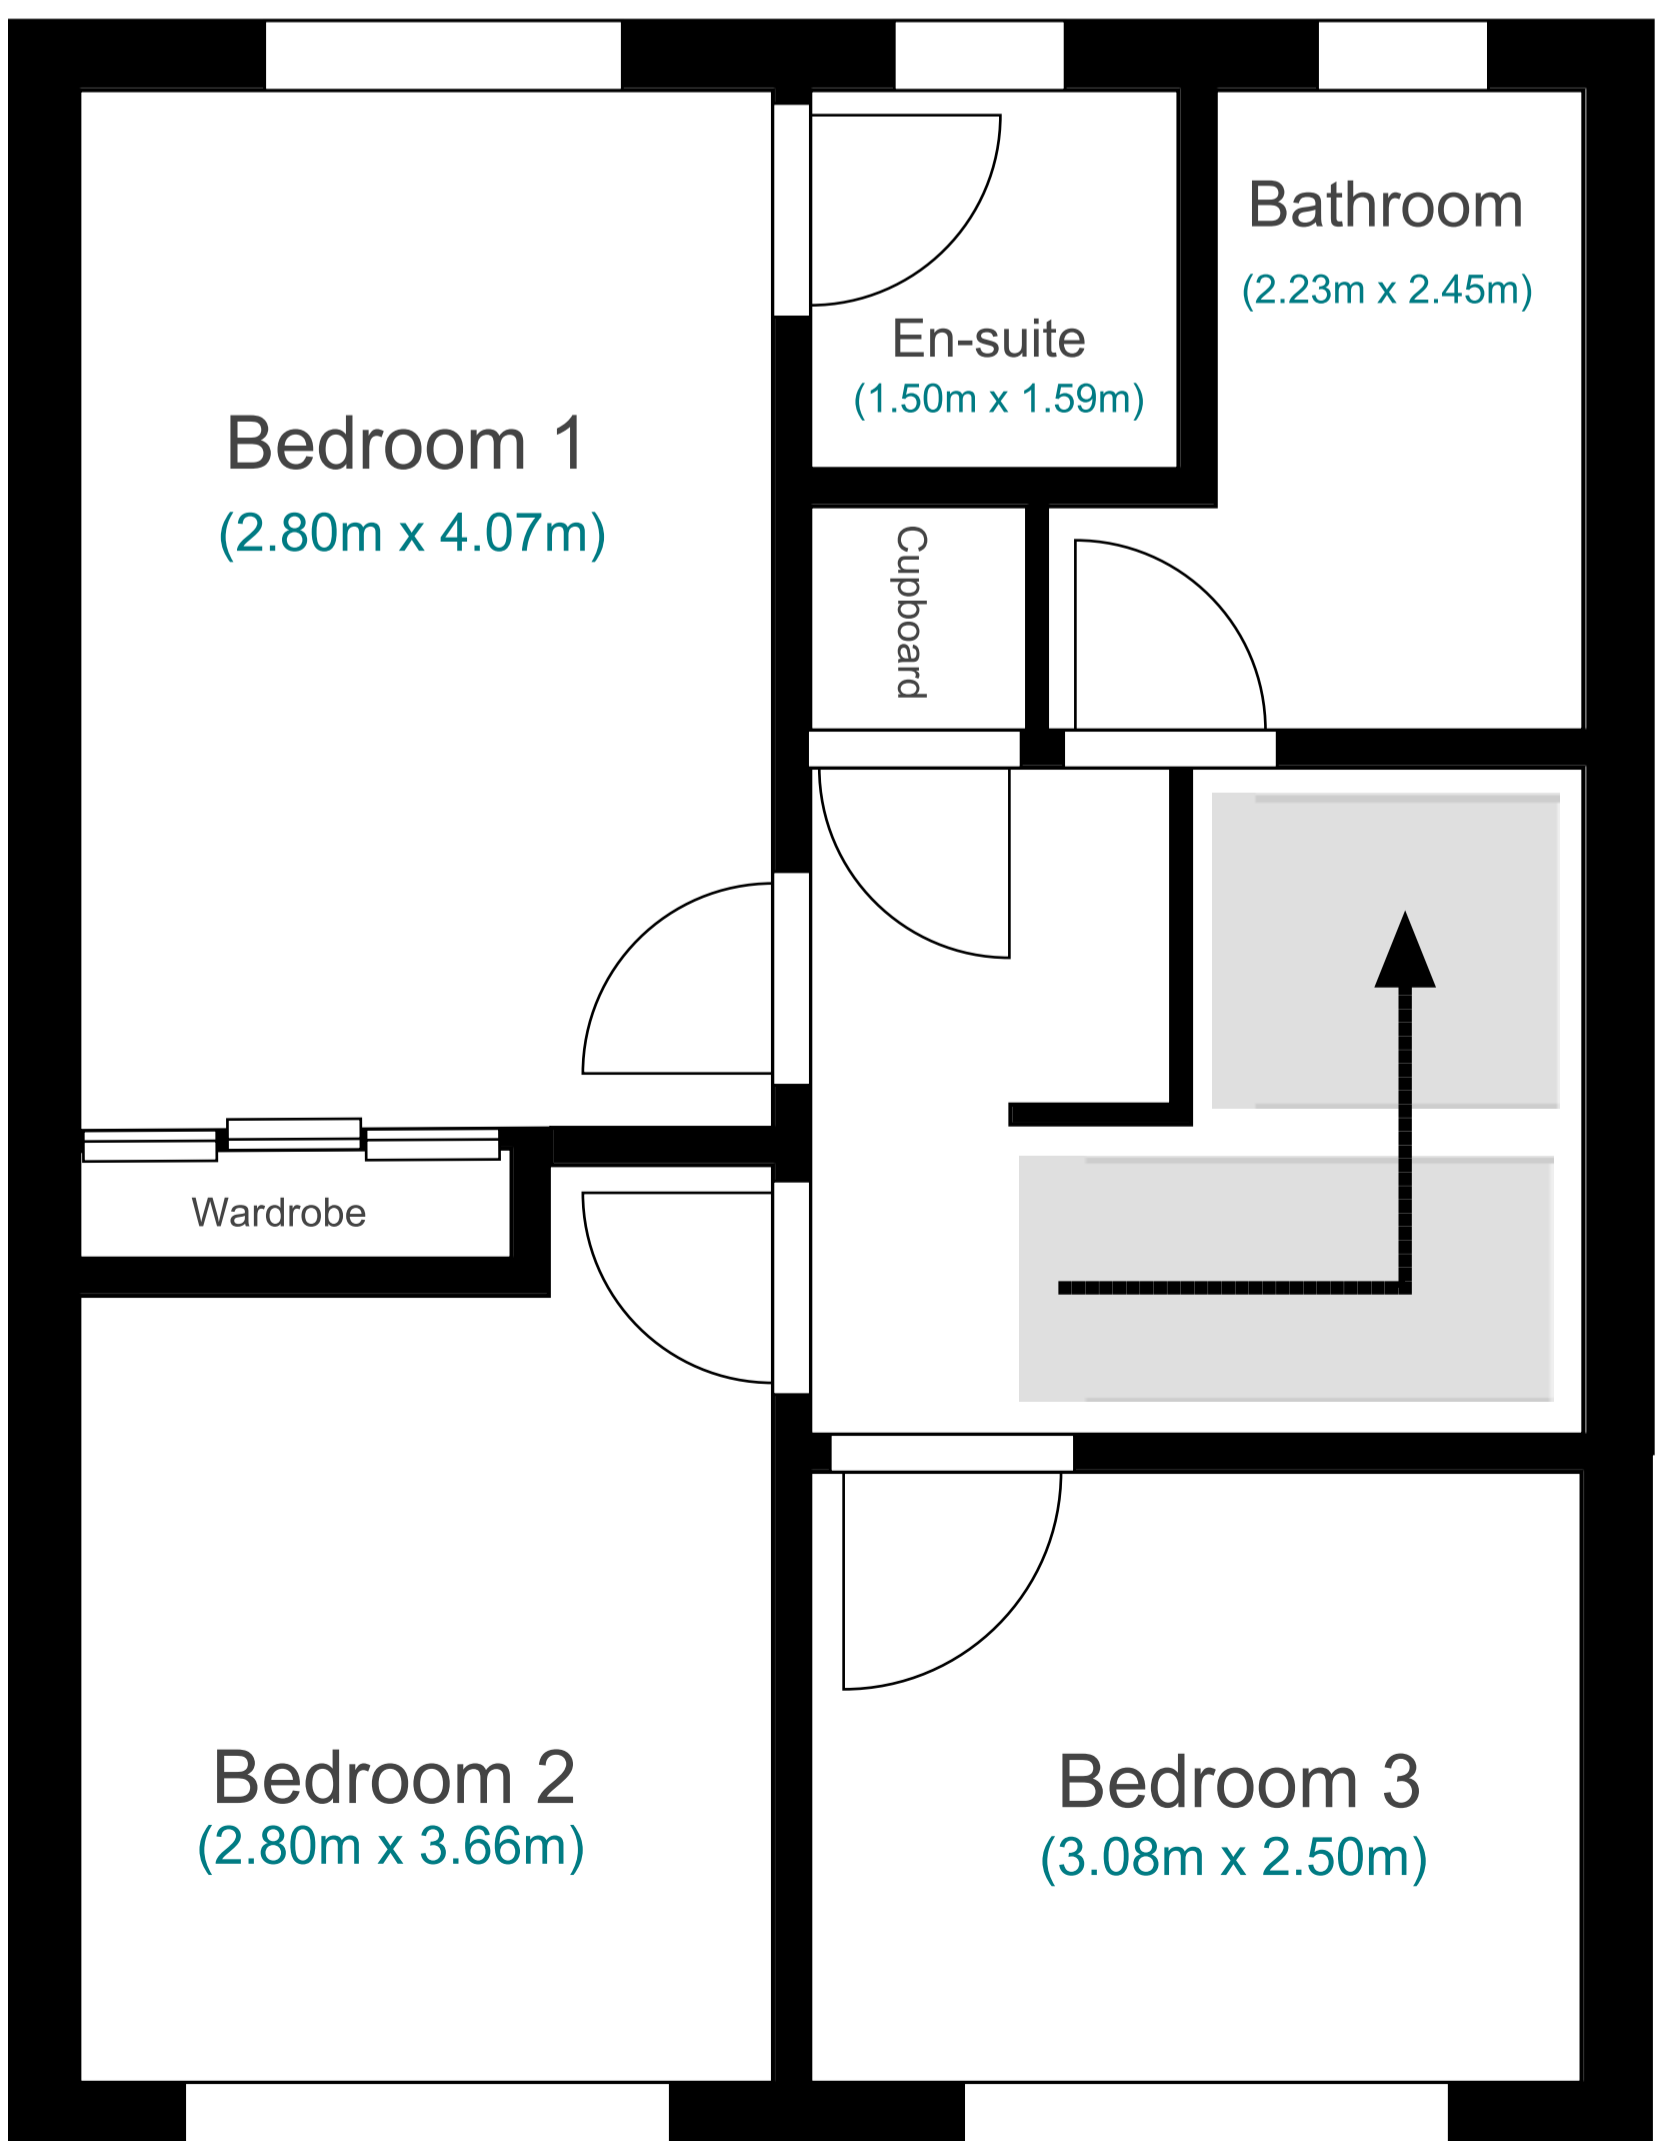 Bathroom
(2.23m x 2.45m)
En-suite
(1.50m x 1.59m)
Bedroom 1
(2.80m x 4.07m)
Cupboard
Wardrobe
Bedroom 2
(2.80m x 3.66m)
Bedroom 3
(3.08m x 2.50m)